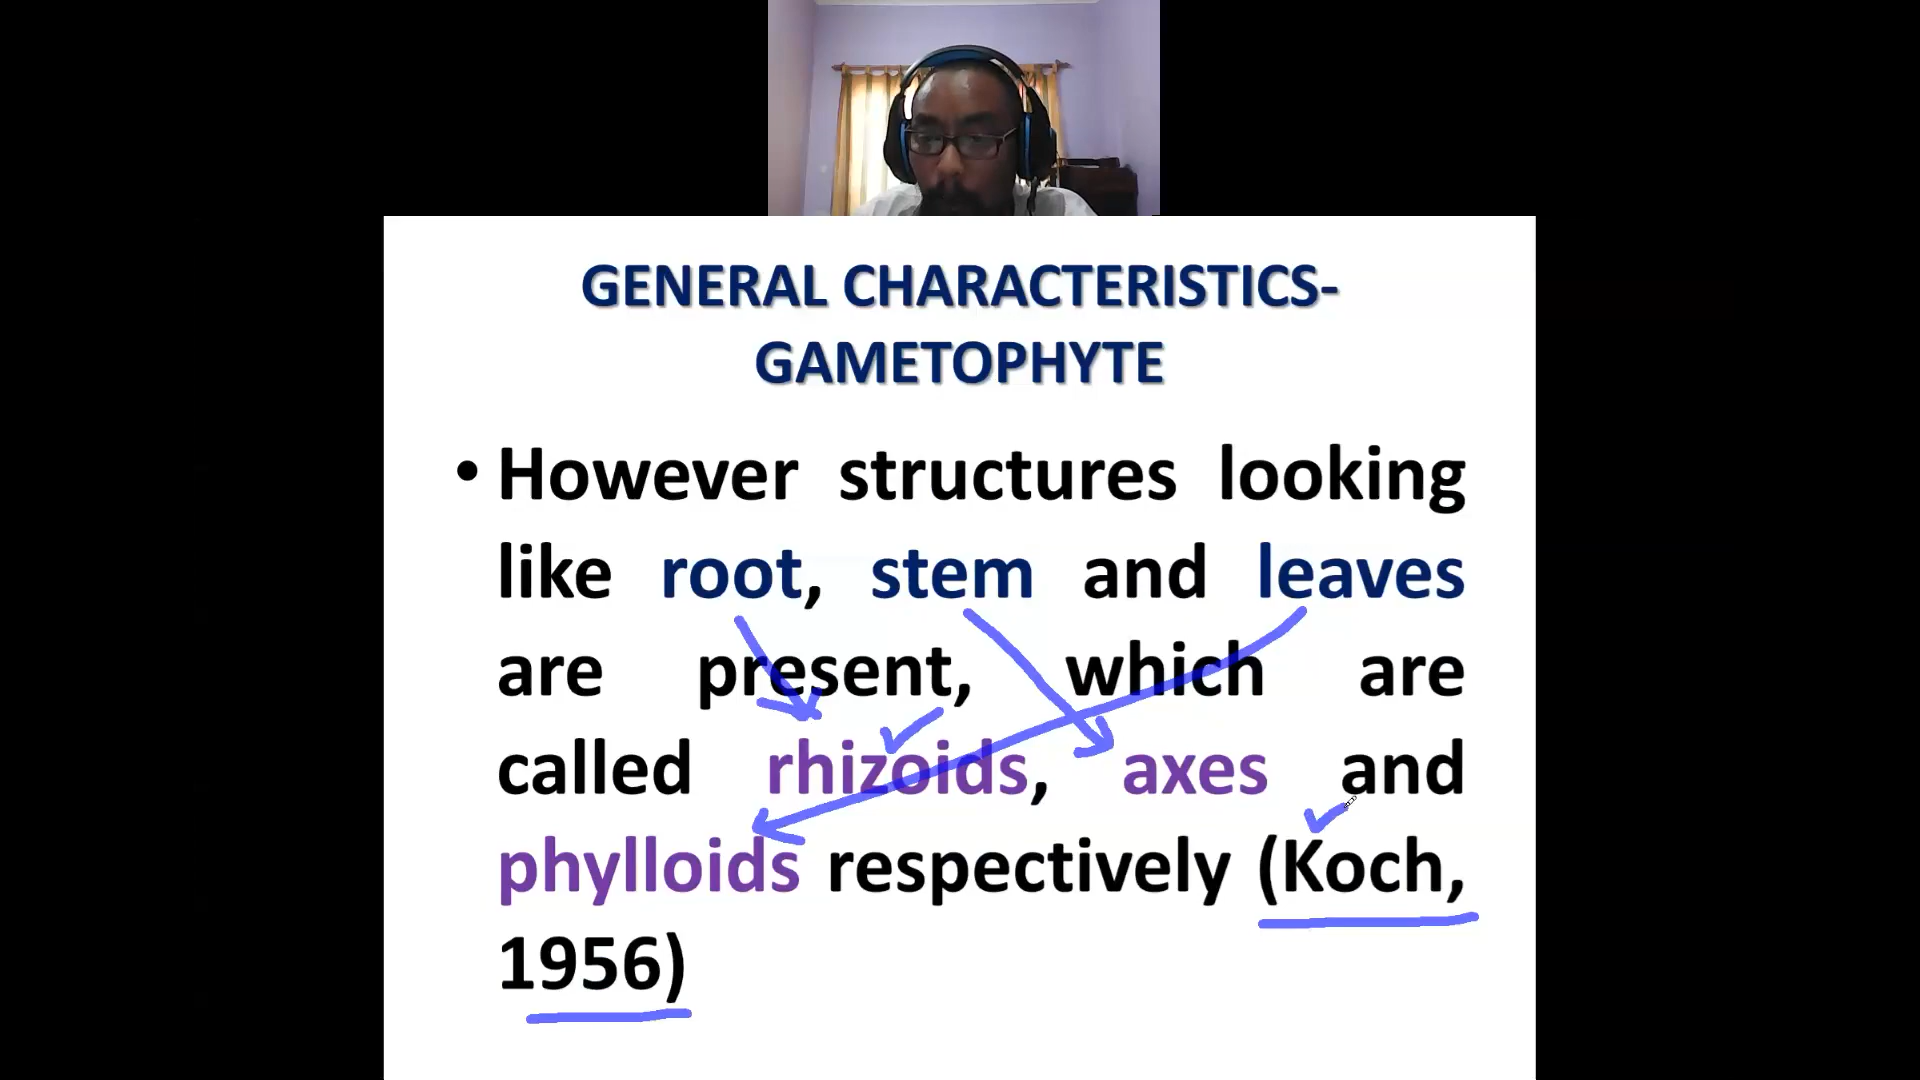 GENERAL CHARACTERISTICS-
GAMETOPHYTE
• However structures looking
like root, stem and leaves
are present, which are
called rhizoids, axes and
phylloids respectively (Koch,
1956)